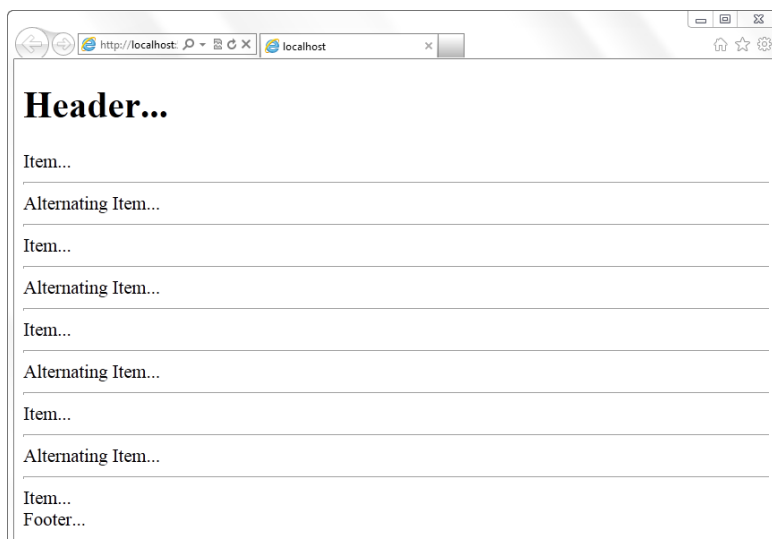 http://localhost:
localhost
Header...
Item...
Alternating Item...
Item...
Alternating Item...
Item...
Alternating Item...
Item...
Alternating Item...
Item...
Footer...